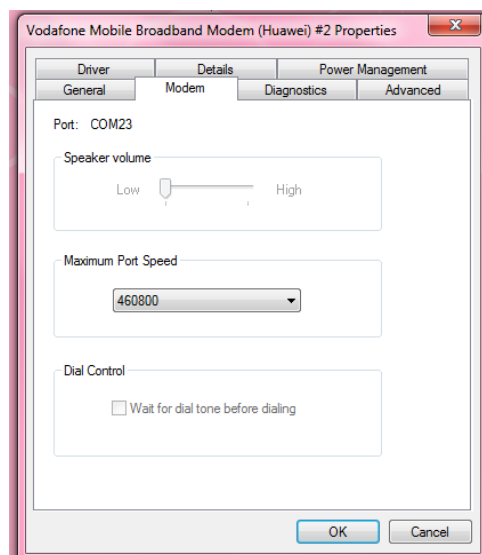 Vodafone Mobile Broadband Modem (Huawei) #2 Properties
Driver Details Power Management
General Modem Diagnostics Advanced
Port: COM23
Speaker volume
Low High
Maximum Port Speed
460800
Dial Control
Wait for dial tone before dialing
OK Cancel